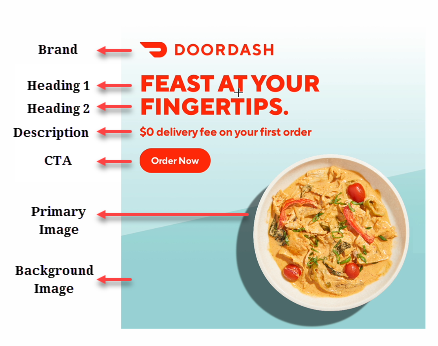 Brand
DOORDASH
Heading 1
FEAST AT YOUR
Heading 2
FINGERTIPS.
Description
$0 delivery fee on your first order
CTA
Order Now
Primary
Image
Background
Image